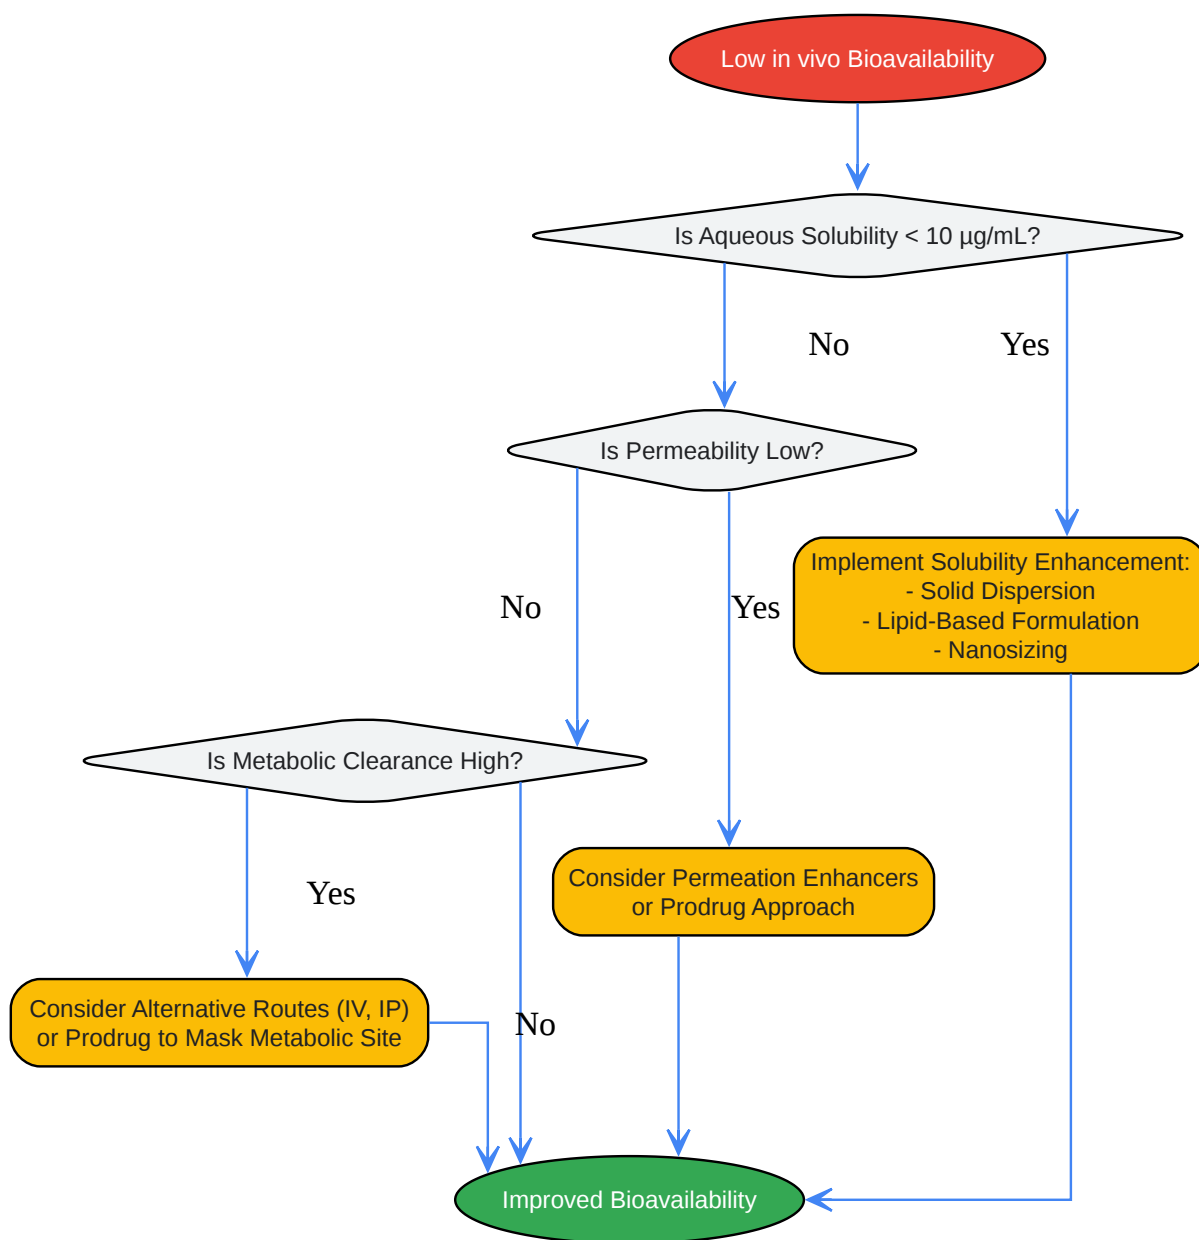 Low in vivo Bioavailability
Is Aqueous Solubility < 10 µg/mL?
No
Yes
Is Permeability Low?
Implement Solubility Enhancement:
- Solid Dispersion
- Lipid-Based Formulation
- Nanosizing
No
Yes
Is Metabolic Clearance High?
Yes
Consider Permeation Enhancers
or Prodrug Approach
Consider Alternative Routes (IV, IP)
or Prodrug to Mask Metabolic Site
No
Improved Bioavailability